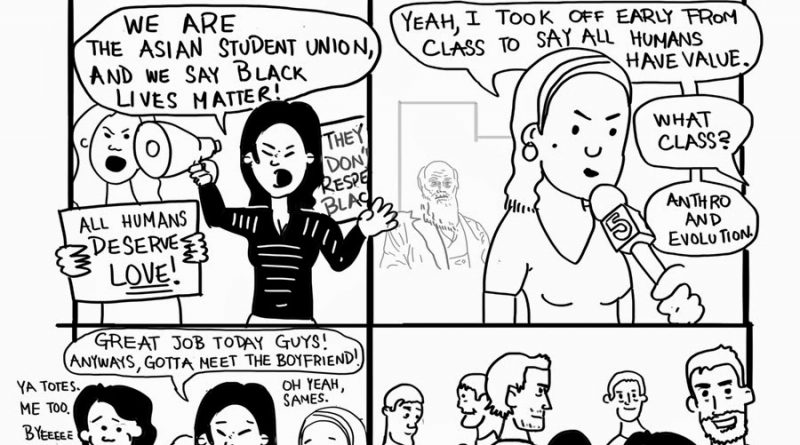 WE ARE
THE ASIAN STUDENT UNION,
AND WE SAY BLACK
LIVES MATTER!
THEY
DON'T
RESPE
BLAC
ALL HUMANS
DESERVE
LOVE!
YEAH, I TOOK OFF EARLY FROM
CLASS TO SAY ALL HUMANS
HAVE VALUE.
WHAT
CLASS?
ANTHRO
AND
EVOLUTION.
5
GREAT JOB TODAY GUYS!
ANYWAYS, GOTTA MEET THE BOYFRIEND!
YA TOTES.
ME TOO.
BYEEEEE
OH YEAH,
SAMES.